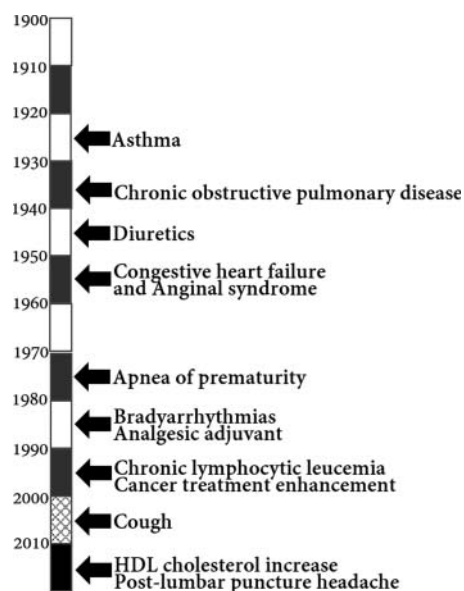 1900
1910
1920
Asthma
1930
Chronic obstructive pulmonary disease
1940
Diuretics
1950
Congestive heart failure
and Anginal syndrome
1960
1970
Apnea of prematurity
1980
Bradyarrhythmias
Analgesic adjuvant
1990
Chronic lymphocytic leucemia
Cancer treatment enhancement
2000
Cough
2010
HDL cholesterol increase
Post-lumbar puncture headache